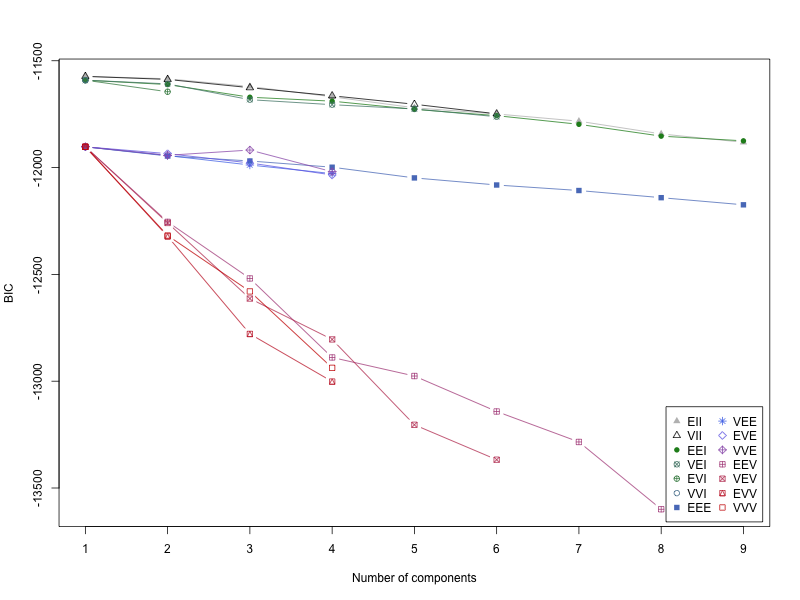 -11500
-12000
-12500
-13000
-13500
BIC
1 2 3 4 5 6 7 8 9
Number of components
EII VEE
VII EVE
EEI VVE
VEI EEV
EVI VEV
VVI EVV
EEE VVV